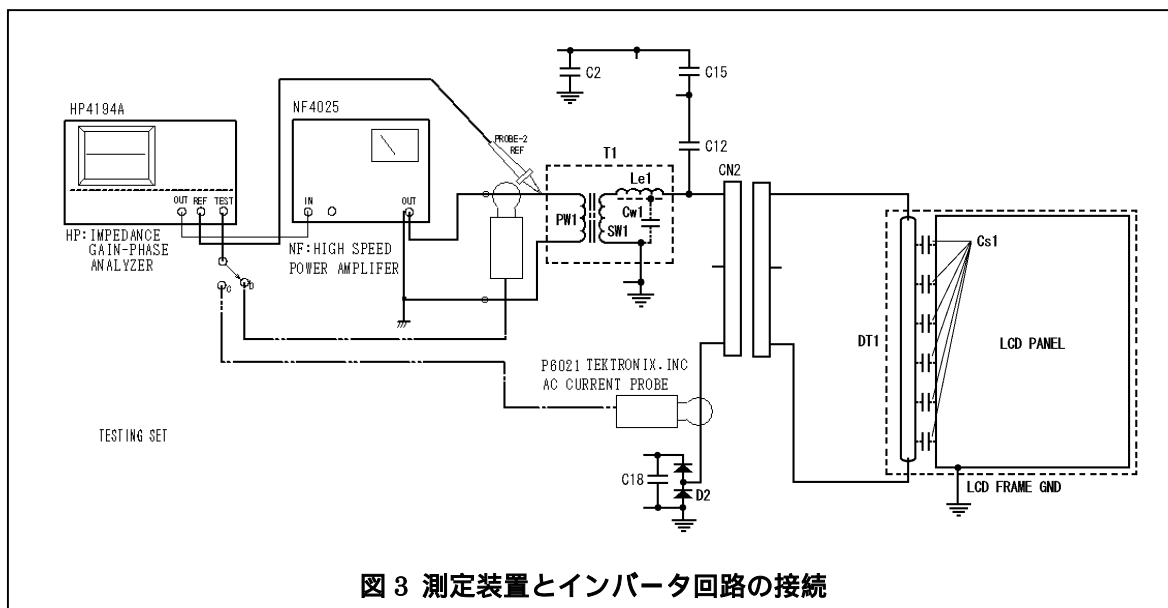 C2
C15
HP4194A
NF4025
PROBE-2
REF
T1
C12
Le1
CN2
OUT REF TEST
IN
OUT
PW1
Cw1
SW1
HP:IMPEDANCE
GAIN-PHASE
ANALYZER
NF:HIGH SPEED
POWER AMPLIFER
Cs1
C
D
DT1
LCD PANEL
P6021 TEKTRONIX.INC
AC CURRENT PROBE
TESTING SET
C18
D2
LCD FRAME GND
図 3 測定装置とインバータ回路の接続